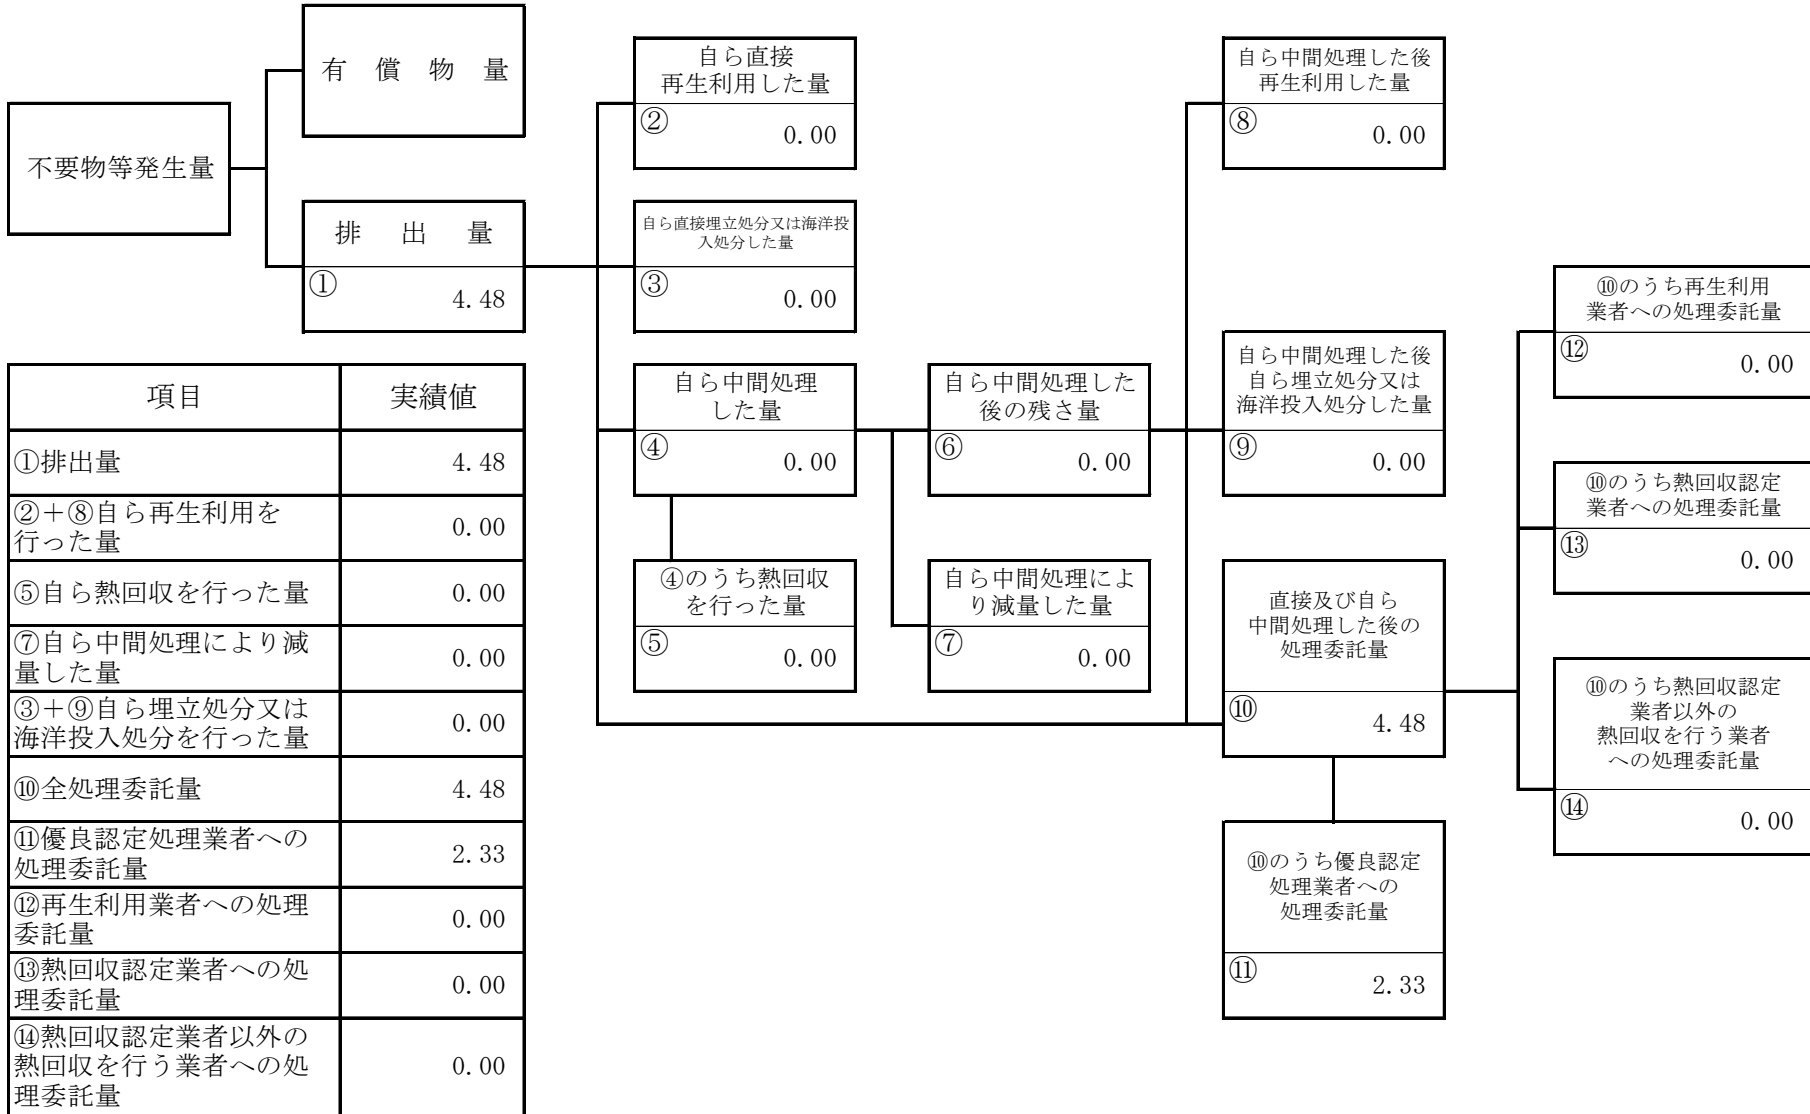 有 償 物 量
不要物等発生量
排 出 量
①
4.48
自ら直接
再生利用した量
②
0.00
自ら直接埋立処分又は海洋投
入処分した量
③
0.00
自ら中間処理
した量
④
0.00
④のうち熱回収
を行った量
⑤
0.00
自ら中間処理した
後の残さ量
⑥
0.00
自ら中間処理によ
り減量した量
⑦
0.00
自ら中間処理した後
再生利用した量
⑧
0.00
自ら中間処理した後
自ら埋立処分又は
海洋投入処分した量
⑨
0.00
直接及び自ら
中間処理した後の
処理委託量
⑩
4.48
⑩のうち優良認定
処理業者への
処理委託量
⑪
2.33
⑩のうち再生利用
業者への処理委託量
⑫
0.00
⑩のうち熱回収認定
業者への処理委託量
⑬
0.00
⑩のうち熱回収認定
業者以外の
熱回収を行う業者
への処理委託量
⑭
0.00
項目 実績値
①排出量 4.48
②＋⑧自ら再生利用を
行った量 0.00
⑤自ら熱回収を行った量 0.00
⑦自ら中間処理により減
量した量 0.00
③＋⑨自ら埋立処分又は
海洋投入処分を行った量 0.00
⑩全処理委託量 4.48
⑪優良認定処理業者への
処理委託量 2.33
⑫再生利用業者への処理
委託量 0.00
⑬熱回収認定業者への処
理委託量 0.00
⑭熱回収認定業者以外の
熱回収を行う業者への処
理委託量 0.00